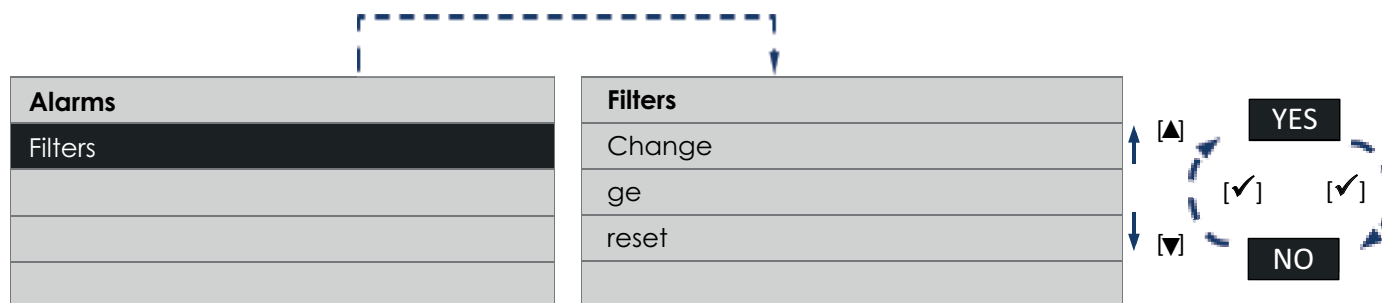 Alarms
Filters
Filters
Change
ge
reset
[▲]
[▼]
YES
[✓] [✓]
NO